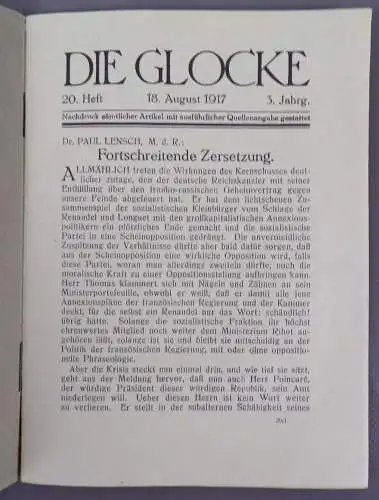 DIE GLOCKE
20. Heft 18. August 1917 3. Jahrg.
Nachdruck sämtlicher Artikel mit ausführlicher Quellenangabe gestattet
Dr. PAUL LENSCH, M. d. R.:
Fortschreitende Zersetzung.
ALLMÄHLICH treten die Wirkungen des Kernschusses deut-
licher zutage, den der deutsche Reichskanzler mit seiner
Enthüllung über den franko-russischen Geheimvertrag gegen
unsere Feinde abgefeuert hat. Er hat dem lichtscheuen Zu-
sammenspiel der sozialistischen Kleinbürger vom Schlage der
Renaudel und Longuet mit den großkapitalistischen Annexions-
politikern ein plötzliches Ende gemacht und die sozialistische
Partei in eine Scheinopposition gedrängt. Die unvermeidliche
Zuspitzung der Verhältnisse dürfte aber bald dafür sorgen, daß
aus der Scheinopposition eine wirkliche Opposition wird, falls
diese Partei, woran man allerdings zweifeln dürfte, noch die
moralische Kraft zu einer Oppositionsstellung aufbringen kann.
Herr Thomas klammert sich mit Nägeln und Zähnen an sein
Ministerportefeuille, obwohl er weiß, daß er damit alle jene
Annexionspläne der französischen Regierung und der Kammer
deckt, für die selbst ein Renaudel nur das Wort: schändlich!
übrig hatte. Solange die sozialistische Fraktion ihr höchst
ehrenwertes Mitglied noch weiter dem Ministerium Ribot an-
gehören läßt, solange ist sie und bleibt sie mitschuldig an der
Politik der französischen Regierung, mit oder ohne oppositio-
nelle Phraseologie.
Aber die Krisis steckt nun einmal drin, und wie tief sie sitzt,
geht aus der Meldung hervor, daß nun auch Herr Poincaré,
der würdige Präsident dieser würdigen Republik, sein Amt
niederlegen will. Ueber diesen Herrn ist kein Wort weiter
zu verlieren. Er stellt in der subalternen Schäbigkeit seines
20/1